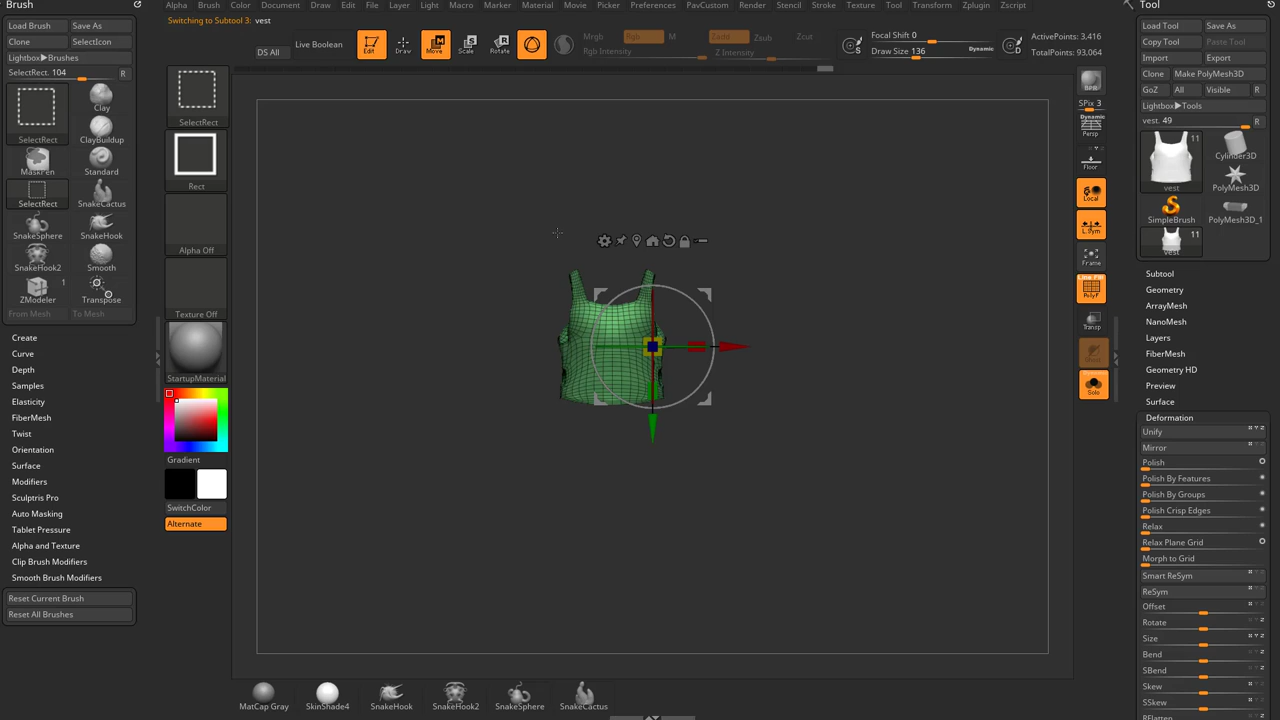 Brush
Alpha Brush Color Document Draw Edit File Layer Light Macro Marker Material Movie Picker Preferences PavCustom Render Stencil Stroke Texture Tool Transform Zplugin Zscript
Tool
Switching to Subtool 3: vest
Load Brush Save As
Clone SelectIcon
Lightbox▶Brushes
SelectRect. 104 R
SelectRect
Clay
ClayBuildup
MaskPen Standard
SelectRect SnakeCactus
SnakeSphere SnakeHook
SnakeHook2 Smooth
1
ZModeler Transpose
From Mesh To Mesh
Create
Curve
Depth
Samples
Elasticity
FiberMesh
Twist
Orientation
Surface
Modifiers
Sculptris Pro
Auto Masking
Tablet Pressure
Alpha and Texture
Clip Brush Modifiers
Smooth Brush Modifiers
Reset Current Brush
Reset All Brushes
DS All
Live Boolean
Edit Draw Move Scale Rotate
Mrgb Rgb M
Rgb Intensity
Zadd Zsub Zcut
Z Intensity
S
Focal Shift 0
Draw Size 136 Dynamic
D
ActivePoints: 3,416
TotalPoints: 93,064
SelectRect
Rect
Alpha Off
Texture Off
StartupMaterial
Gradient
SwitchColor
Alternate
MatCap Gray SkinShade4 SnakeHook SnakeHook2 SnakeSphere SnakeCactus
BPR
SPix 3
Dynamic
Persp
Floor
Local
L.Sym
Frame
Line Fill
PolyF
Transp
Dynamic
Solo
Load Tool Save As
Copy Tool Paste Tool
Import Export
Clone Make PolyMesh3D
GoZ All Visible R
Lightbox▶Tools
vest. 49 R
11
vest
Cylinder3D
PolyMesh3D
SimpleBrush PolyMesh3D_1
11
vest
Subtool
Geometry
ArrayMesh
NanoMesh
Layers
FiberMesh
Geometry HD
Preview
Surface
Deformation
Unify
Mirror
Polish
Polish By Features
Polish By Groups
Polish Crisp Edges
Relax
Relax Plane Grid
Morph to Grid
Smart ReSym
ReSym
Offset
Rotate
Size
Bend
SBend
Skew
SSkew
RFlatten